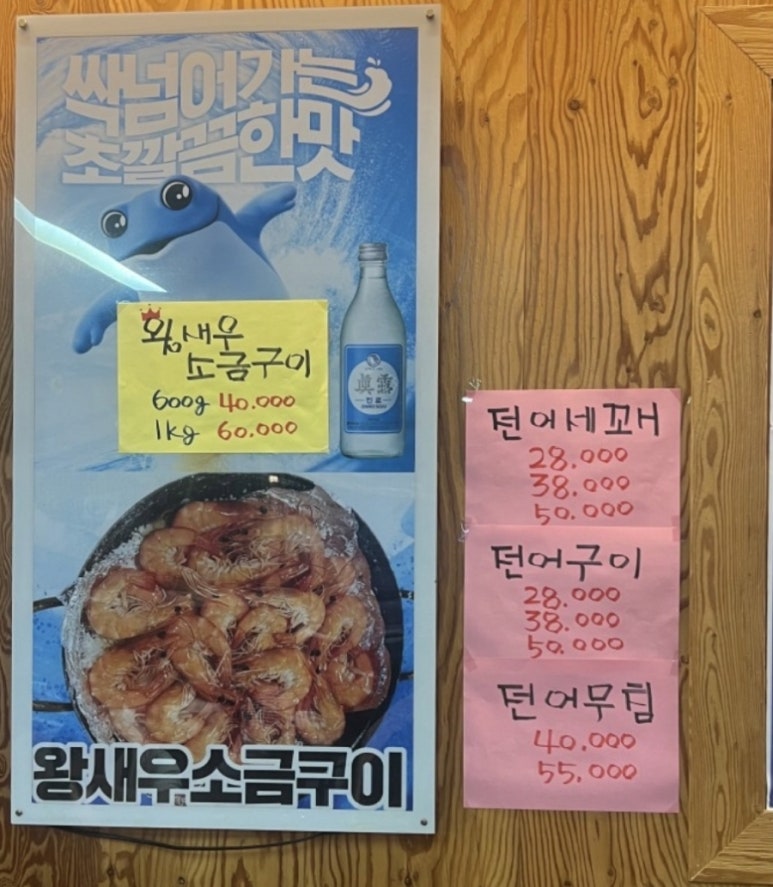 싹넘어가는
초깔끔한맛
왕새우
소금구이
600g 40.000
1kg 60.000
眞露
진로
왕새우소금구이
전어세꼬시
28.000
38.000
50.000
전어구이
28.000
38.000
50.000
전어무침
40.000
55.000